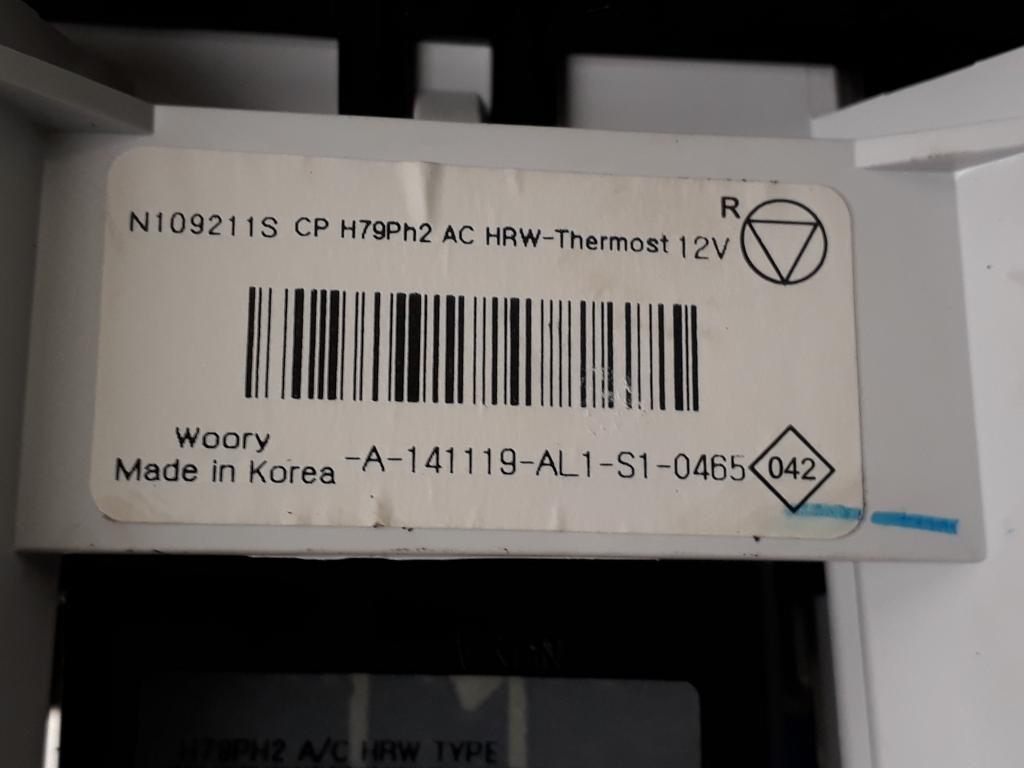 N109211S CP H79Ph2 AC HRW-Thermost 12V R
Woory
Made in Korea -A-141119-AL1-S1-0465 042
H79PH2 A/C HRW TYPE